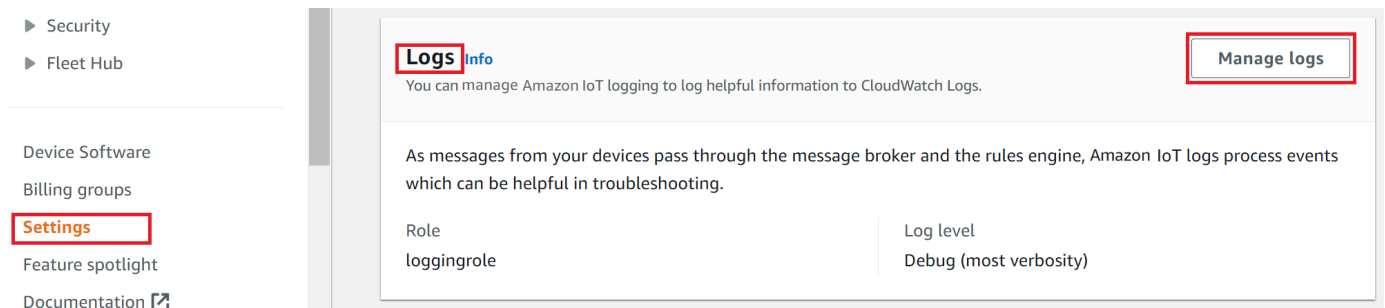 Security
Fleet Hub
Device Software
Billing groups
Settings
Feature spotlight
Documentation
Logs Info
Manage logs
You can manage Amazon IoT logging to log helpful information to CloudWatch Logs.
As messages from your devices pass through the message broker and the rules engine, Amazon IoT logs process events
which can be helpful in troubleshooting.
Role
loggingrole
Log level
Debug (most verbosity)